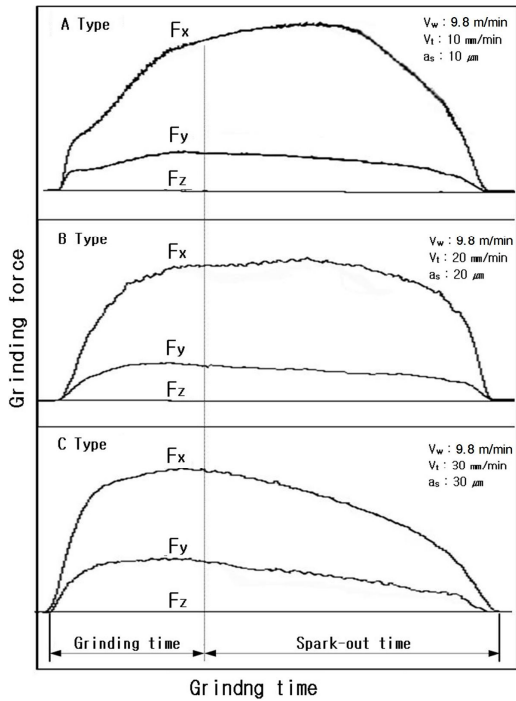 A Type
Fx
Vw : 9.8 m/min
Vt : 10 mm/min
as : 10 μm
Fy
Fz
B Type
Fx
Vw : 9.8 m/min
Vt : 20 mm/min
as : 20 μm
Fy
Fz
C Type
Fx
Vw : 9.8 m/min
Vt : 30 mm/min
as : 30 μm
Fy
Fz
Grinding time
Spark-out time
Grinding force
Grindng time